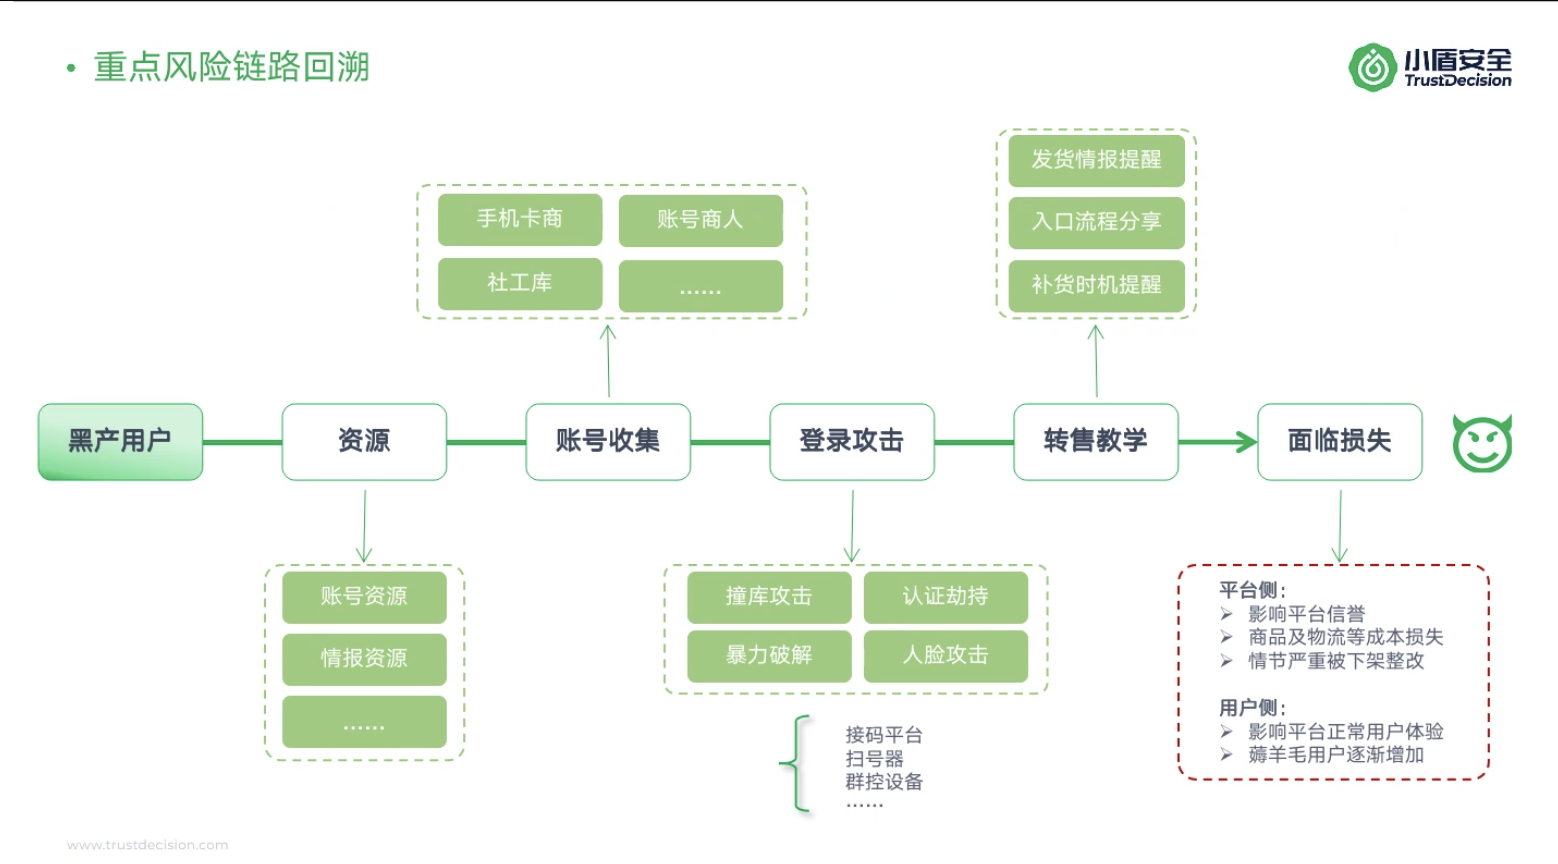 • 重点风险链路回溯
小盾安全
TrustDecision
发货情报提醒
入口流程分享
补货时机提醒
手机卡商
账号商人
社工库
......
黑产用户
资源
账号收集
登录攻击
转售教学
面临损失
账号资源
情报资源
......
撞库攻击
认证劫持
暴力破解
人脸攻击
接码平台
扫号器
群控设备
......
平台侧：
➢ 影响平台信誉
➢ 商品及物流等成本损失
➢ 情节严重被下架整改
用户侧：
➢ 影响平台正常用户体验
➢ 薅羊毛用户逐渐增加
www.trustdecision.com